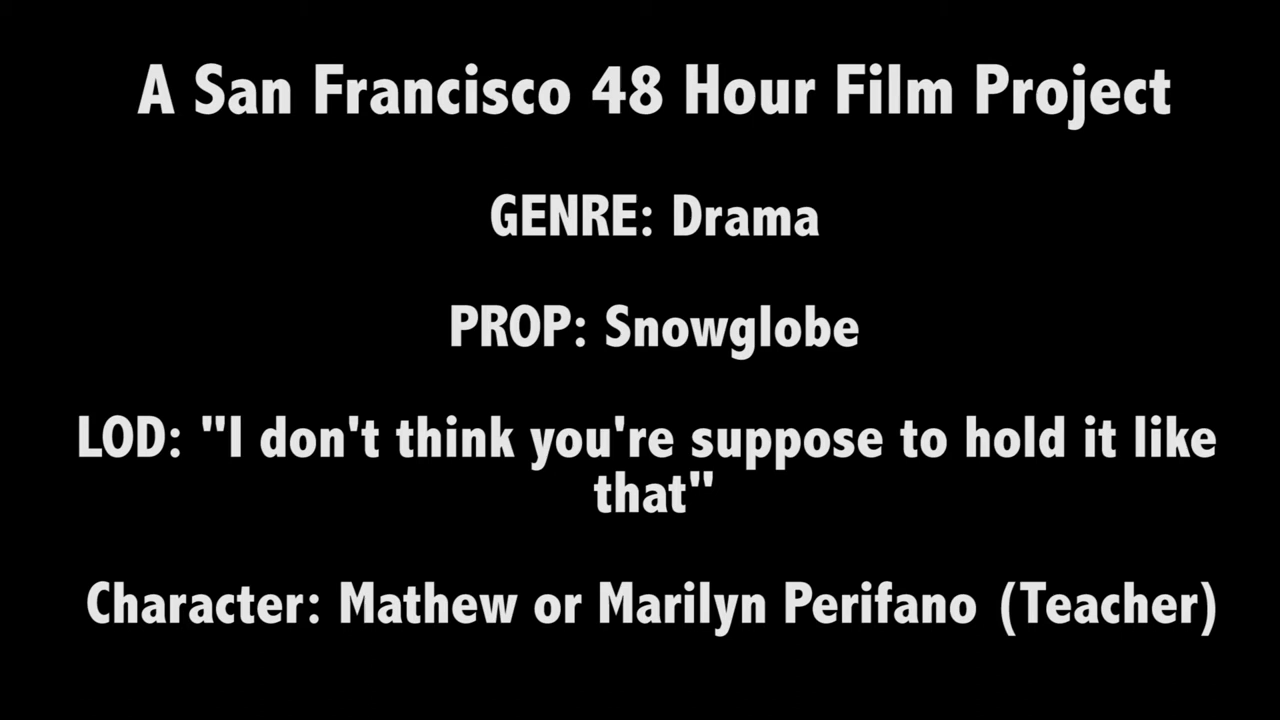 A San Francisco 48 Hour Film Project
GENRE: Drama
PROP: Snowglobe
LOD: "I don't think you're suppose to hold it like
that"
Character: Mathew or Marilyn Perifano (Teacher)